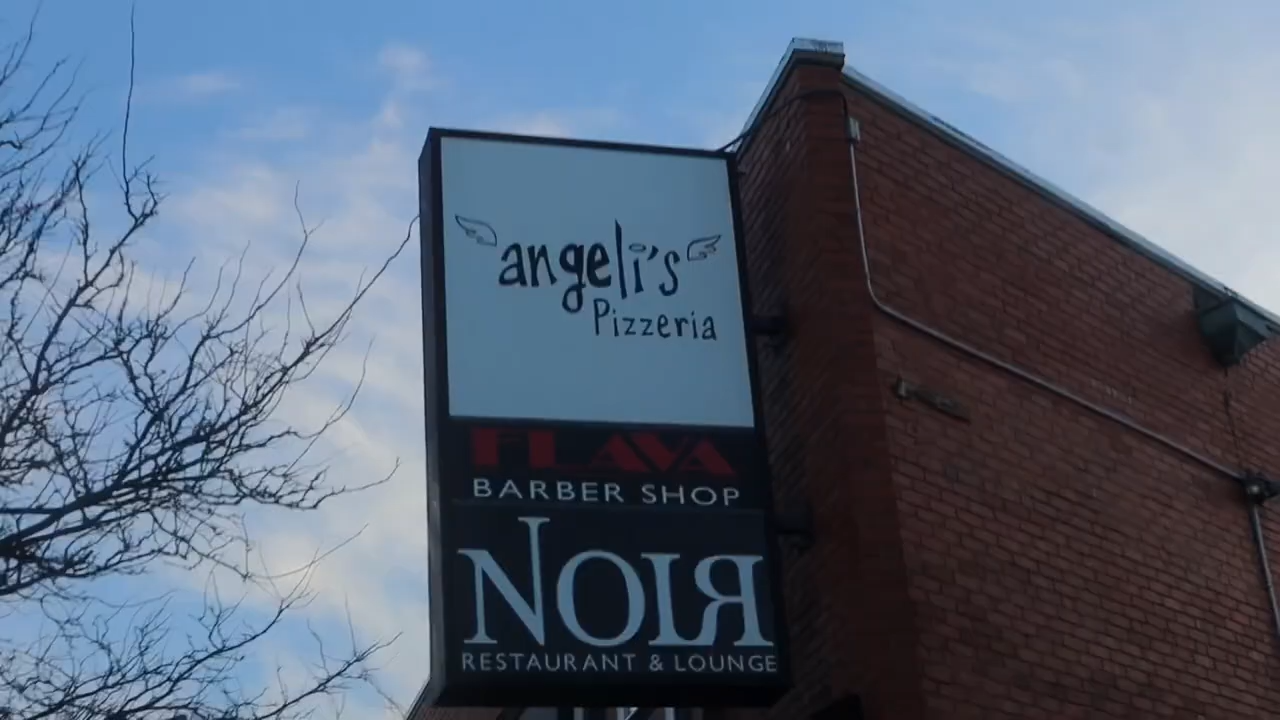 angeli's
Pizzeria
FLAVA
BARBER SHOP
NOIR
RESTAURANT & LOUNGE